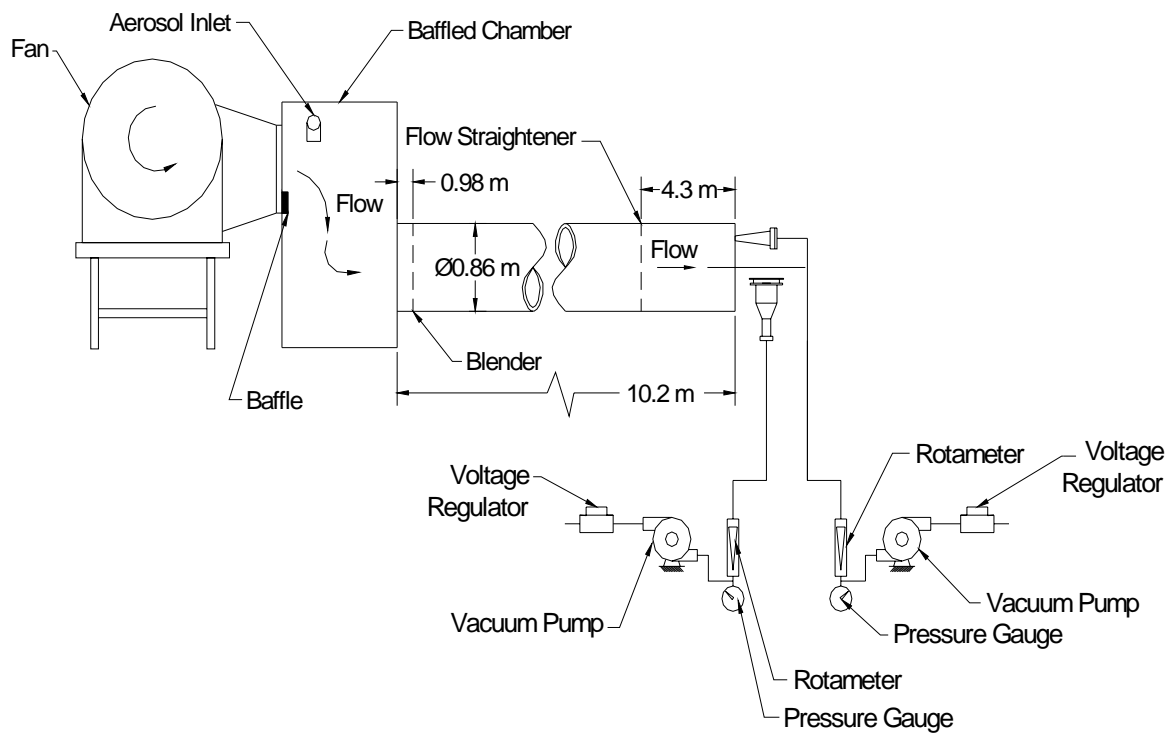 Aerosol Inlet
Baffled Chamber
Fan
Flow Straightener
0.98 m
4.3 m
Flow
Flow
Ø0.86 m
Blender
Baffle
10.2 m
Voltage
Regulator
Rotameter
Voltage
Regulator
Vacuum Pump
Vacuum Pump
Pressure Gauge
Rotameter
Pressure Gauge